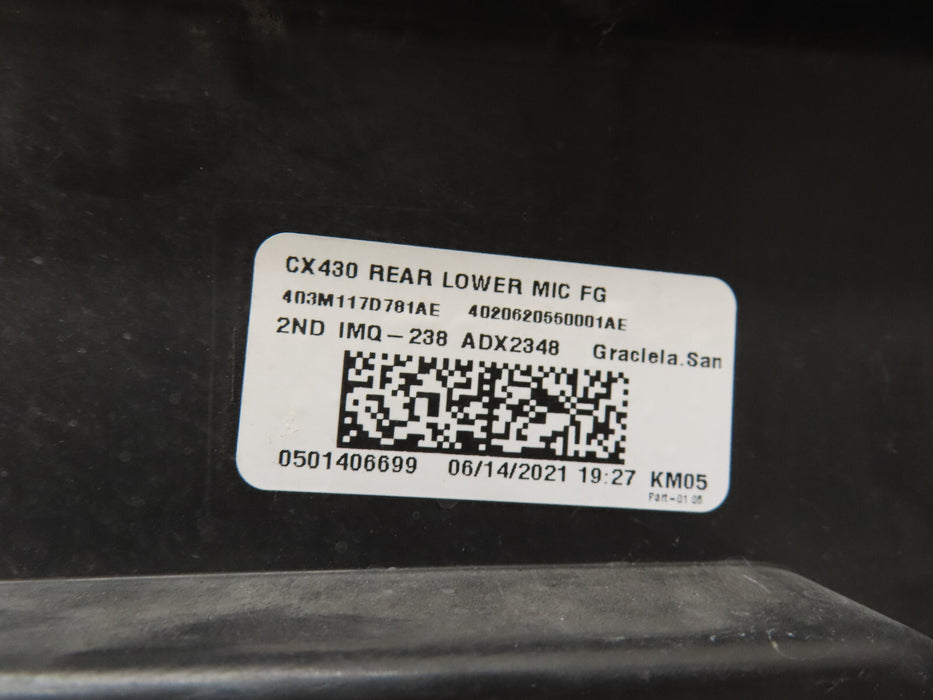 CX430 REAR LOWER MIC FG
403M117D781AE 4020620550001AE
2ND IMQ-238 ADX2348 Graciela.San
0501406699 06/14/2021 19:27 KM05
Part-01 05